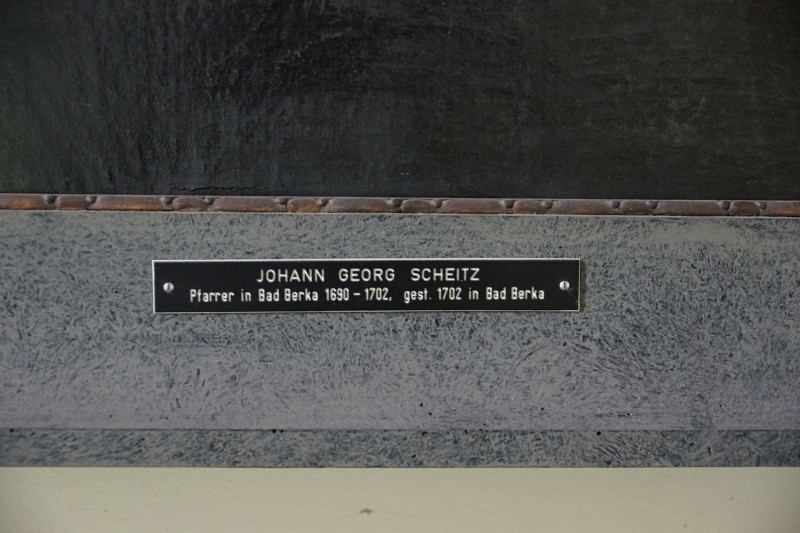 JOHANN GEORG SCHEITZ
Pfarrer in Bad Berka 1690 – 1702, gest. 1702 in Bad Berka